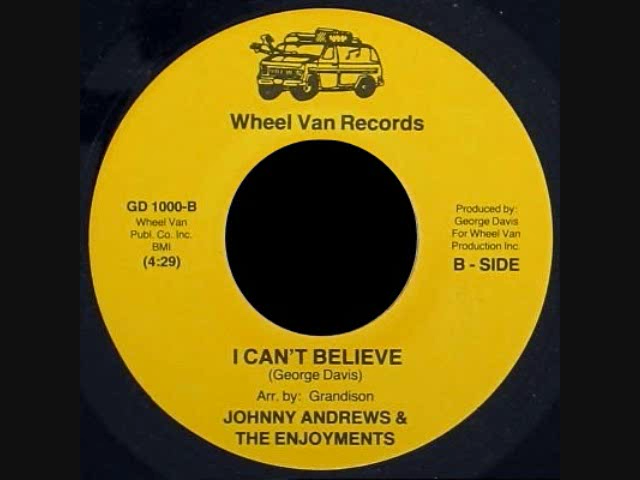 Wheel Van Records
GD 1000-B
Wheel Van
Publ. Co. Inc.
BMI
(4:29)
Produced by:
George Davis
For Wheel Van
Production Inc.
B - SIDE
I CAN'T BELIEVE
(George Davis)
Arr. by: Grandison
JOHNNY ANDREWS &
THE ENJOYMENTS